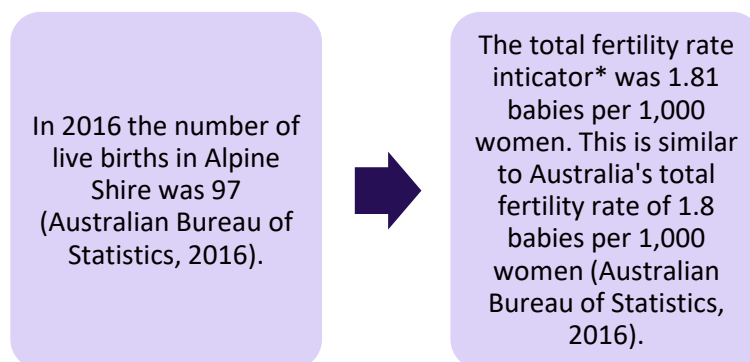 In 2016 the number of
live births in Alpine
Shire was 97
(Australian Bureau of
Statistics, 2016).
The total fertility rate
inticator* was 1.81
babies per 1,000
women. This is similar
to Australia's total
fertility rate of 1.8
babies per 1,000
women (Australian
Bureau of Statistics,
2016).